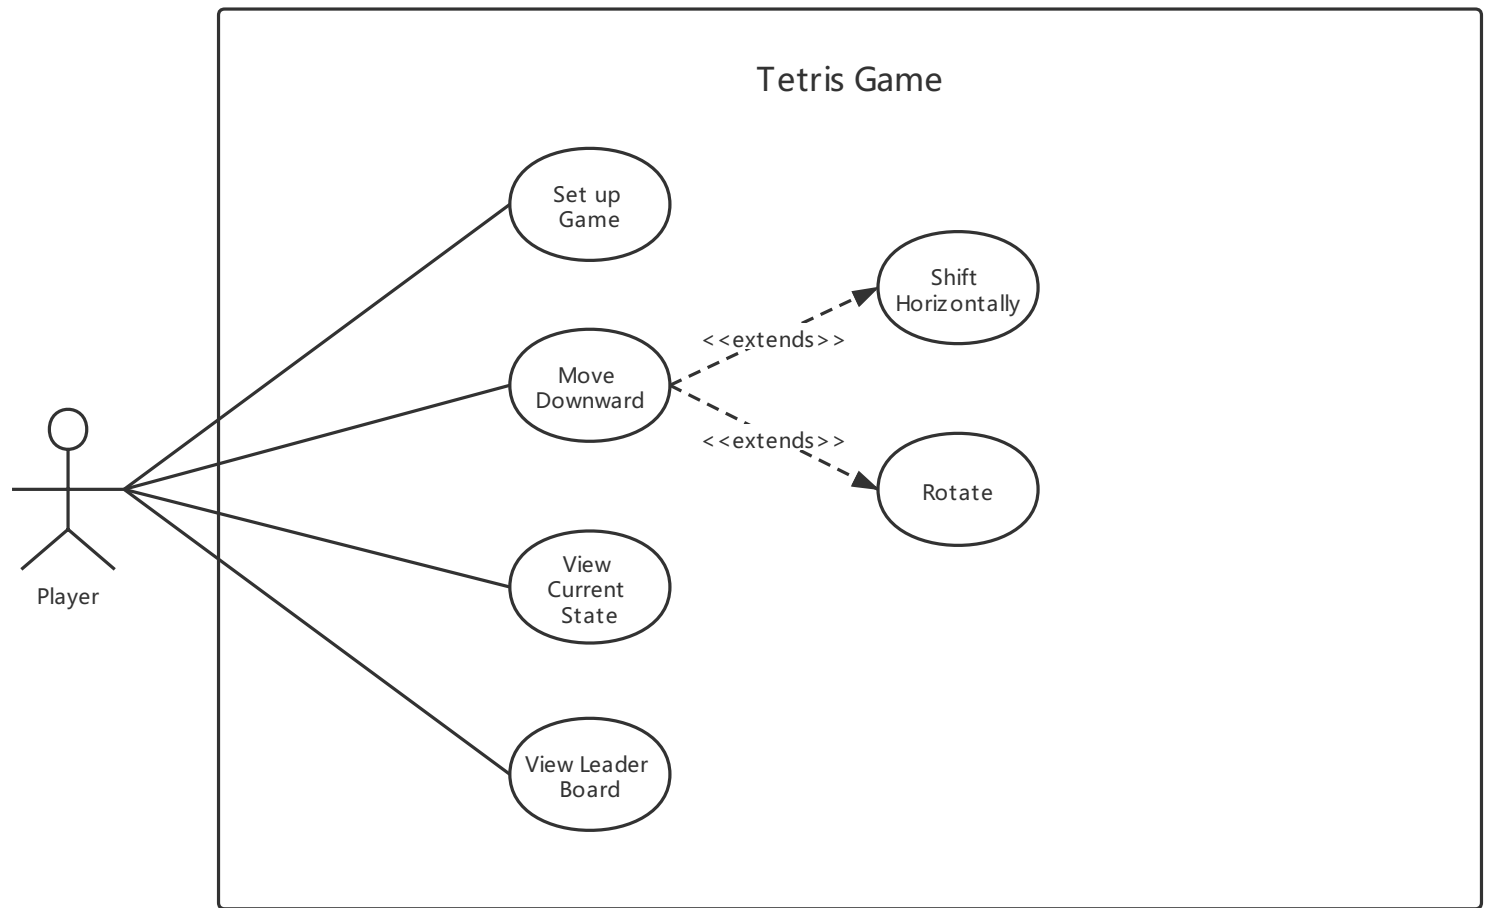 Tetris Game
Set up
Game
Shift
Horizontally
<<extends>>
Move
Downward
<<extends>>
Rotate
View
Current
State
Player
View Leader
Board